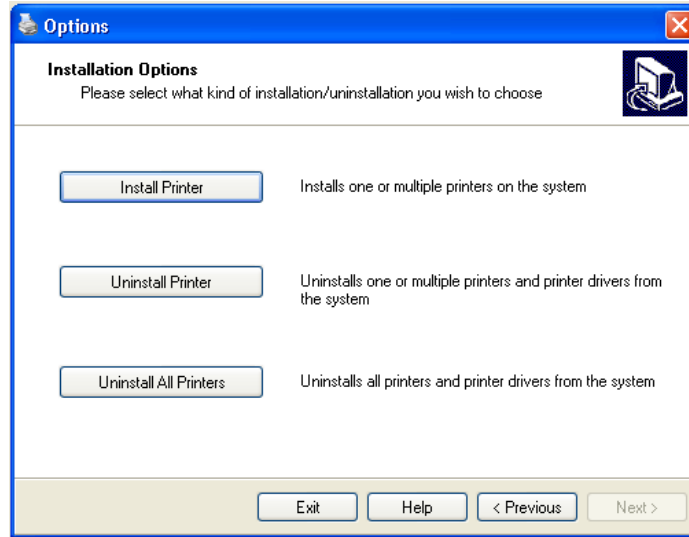 Options
Installation Options
Please select what kind of installation/uninstallation you wish to choose
Install Printer
Installs one or multiple printers on the system
Uninstall Printer
Uninstalls one or multiple printers and printer drivers from
the system
Uninstall All Printers
Uninstalls all printers and printer drivers from the system
Exit
Help
< Previous
Next >